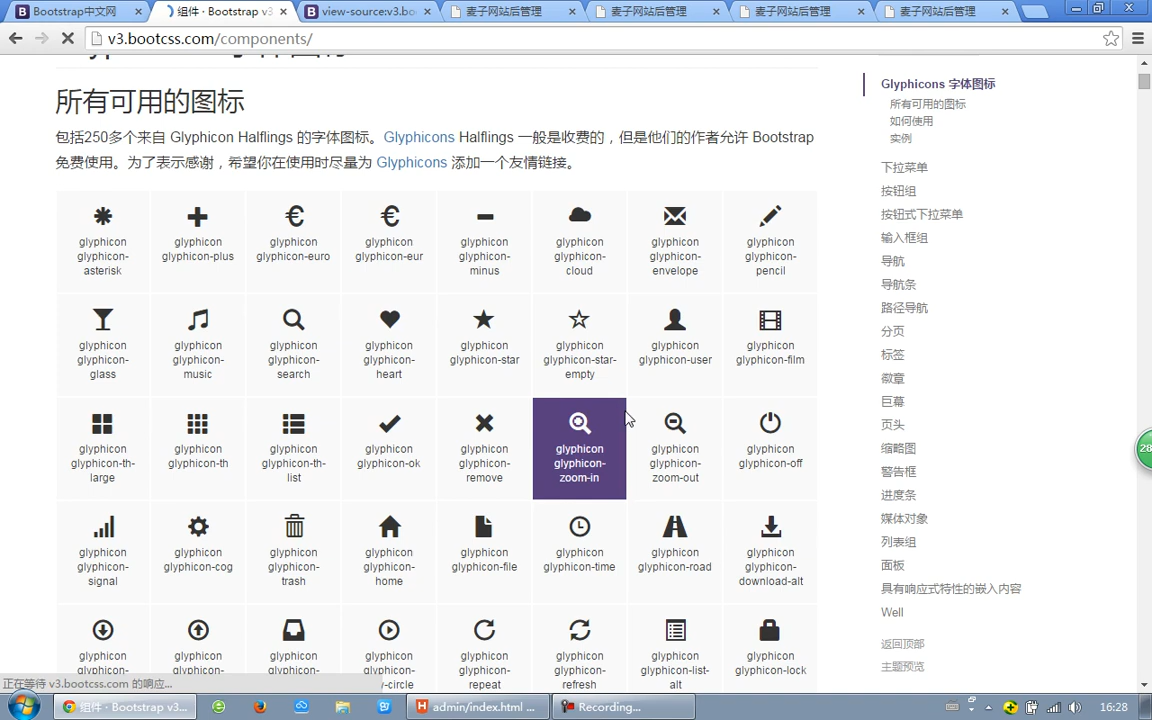 Bootstrap中文网
组件 · Bootstrap v3
view-source:v3.bo
麦子网站后管理
麦子网站后管理
麦子网站后管理
麦子网站后管理
v3.bootcss.com/components/
所有可用的图标
包括250多个来自 Glyphicon Halflings 的字体图标。Glyphicons Halflings 一般是收费的，但是他们的作者允许 Bootstrap
免费使用。为了表示感谢，希望你在使用时尽量为 Glyphicons 添加一个友情链接。
glyphicon glyphicon-asterisk
glyphicon glyphicon-plus
glyphicon glyphicon-euro
glyphicon glyphicon-eur
glyphicon glyphicon-minus
glyphicon glyphicon-cloud
glyphicon glyphicon-envelope
glyphicon glyphicon-pencil
glyphicon glyphicon-glass
glyphicon glyphicon-music
glyphicon glyphicon-search
glyphicon glyphicon-heart
glyphicon glyphicon-star
glyphicon glyphicon-star-empty
glyphicon glyphicon-user
glyphicon glyphicon-film
glyphicon glyphicon-th-large
glyphicon glyphicon-th
glyphicon glyphicon-th-list
glyphicon glyphicon-ok
glyphicon glyphicon-remove
glyphicon glyphicon-zoom-in
glyphicon glyphicon-zoom-out
glyphicon glyphicon-off
glyphicon glyphicon-signal
glyphicon glyphicon-cog
glyphicon glyphicon-trash
glyphicon glyphicon-home
glyphicon glyphicon-file
glyphicon glyphicon-time
glyphicon glyphicon-road
glyphicon glyphicon-download-alt
glyphicon glyphicon-
glyphicon glyphicon-
glyphicon glyphicon-
glyphicon y-circle
glyphicon glyphicon-repeat
glyphicon glyphicon-refresh
glyphicon glyphicon-list-alt
glyphicon glyphicon-lock
Glyphicons 字体图标
所有可用的图标
如何使用
实例
下拉菜单
按钮组
按钮式下拉菜单
输入框组
导航
导航条
路径导航
分页
标签
徽章
巨幕
页头
缩略图
警告框
进度条
媒体对象
列表组
面板
具有响应式特性的嵌入内容
Well
返回顶部
主题预览
28
正在等待 v3.bootcss.com 的响应...
组件 · Bootstrap v3...
admin/index.html ...
Recording...
16:28